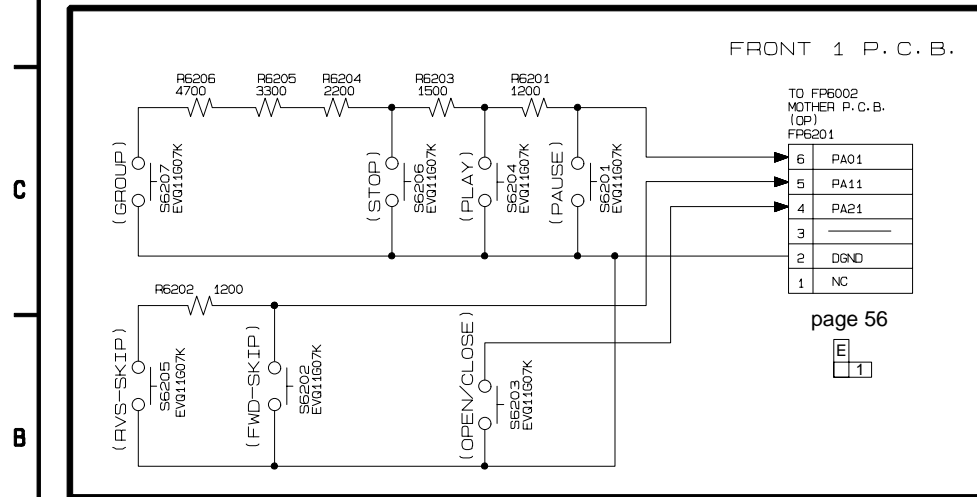 FRONT 1 P.C.B.
R6206 R6205 R6204 R6203 R6201
4700 3300 2200 1500 1200
TO FP6002
MOTHER P.C.B.
(OP)
FP6201
6 PA01
5 PA11
4 PA21
3
2 DGND
1 NC
C
(GROUP)
S6207
EVQ11G07K
(STOP)
S6206
EVQ11G07K
(PLAY)
S6204
EVQ11G07K
(PAUSE)
S6201
EVQ11G07K
R6202 1200
page 56
E
1
B
(RVS-SKIP)
S6205
EVQ11G07K
(FWD-SKIP)
S6202
EVQ11G07K
(OPEN/CLOSE)
S6203
EVQ11G07K